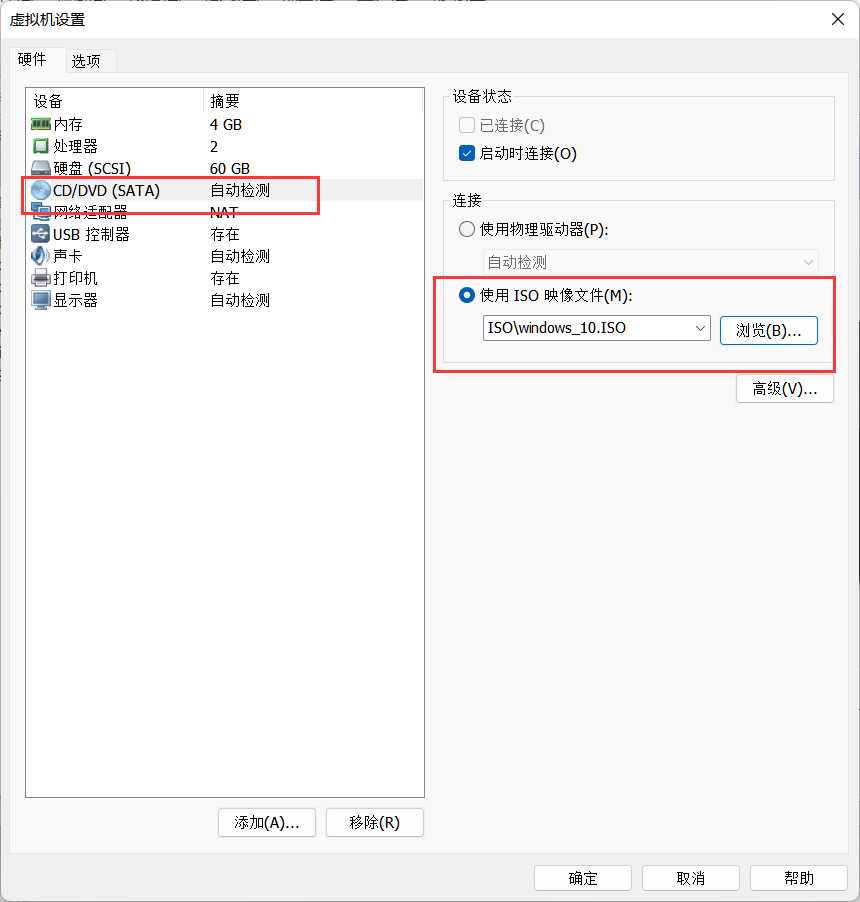 虚拟机设置
硬件 选项
设备 摘要
内存 4 GB
处理器 2
硬盘 (SCSI) 60 GB
CD/DVD (SATA) 自动检测
网络适配器 NAT
USB 控制器 存在
声卡 自动检测
打印机 存在
显示器 自动检测
添加(A)... 移除(R)
设备状态
已连接(C)
启动时连接(O)
连接
使用物理驱动器(P):
自动检测
使用 ISO 映像文件(M):
ISO\windows_10.ISO 浏览(B)...
高级(V)...
确定 取消 帮助